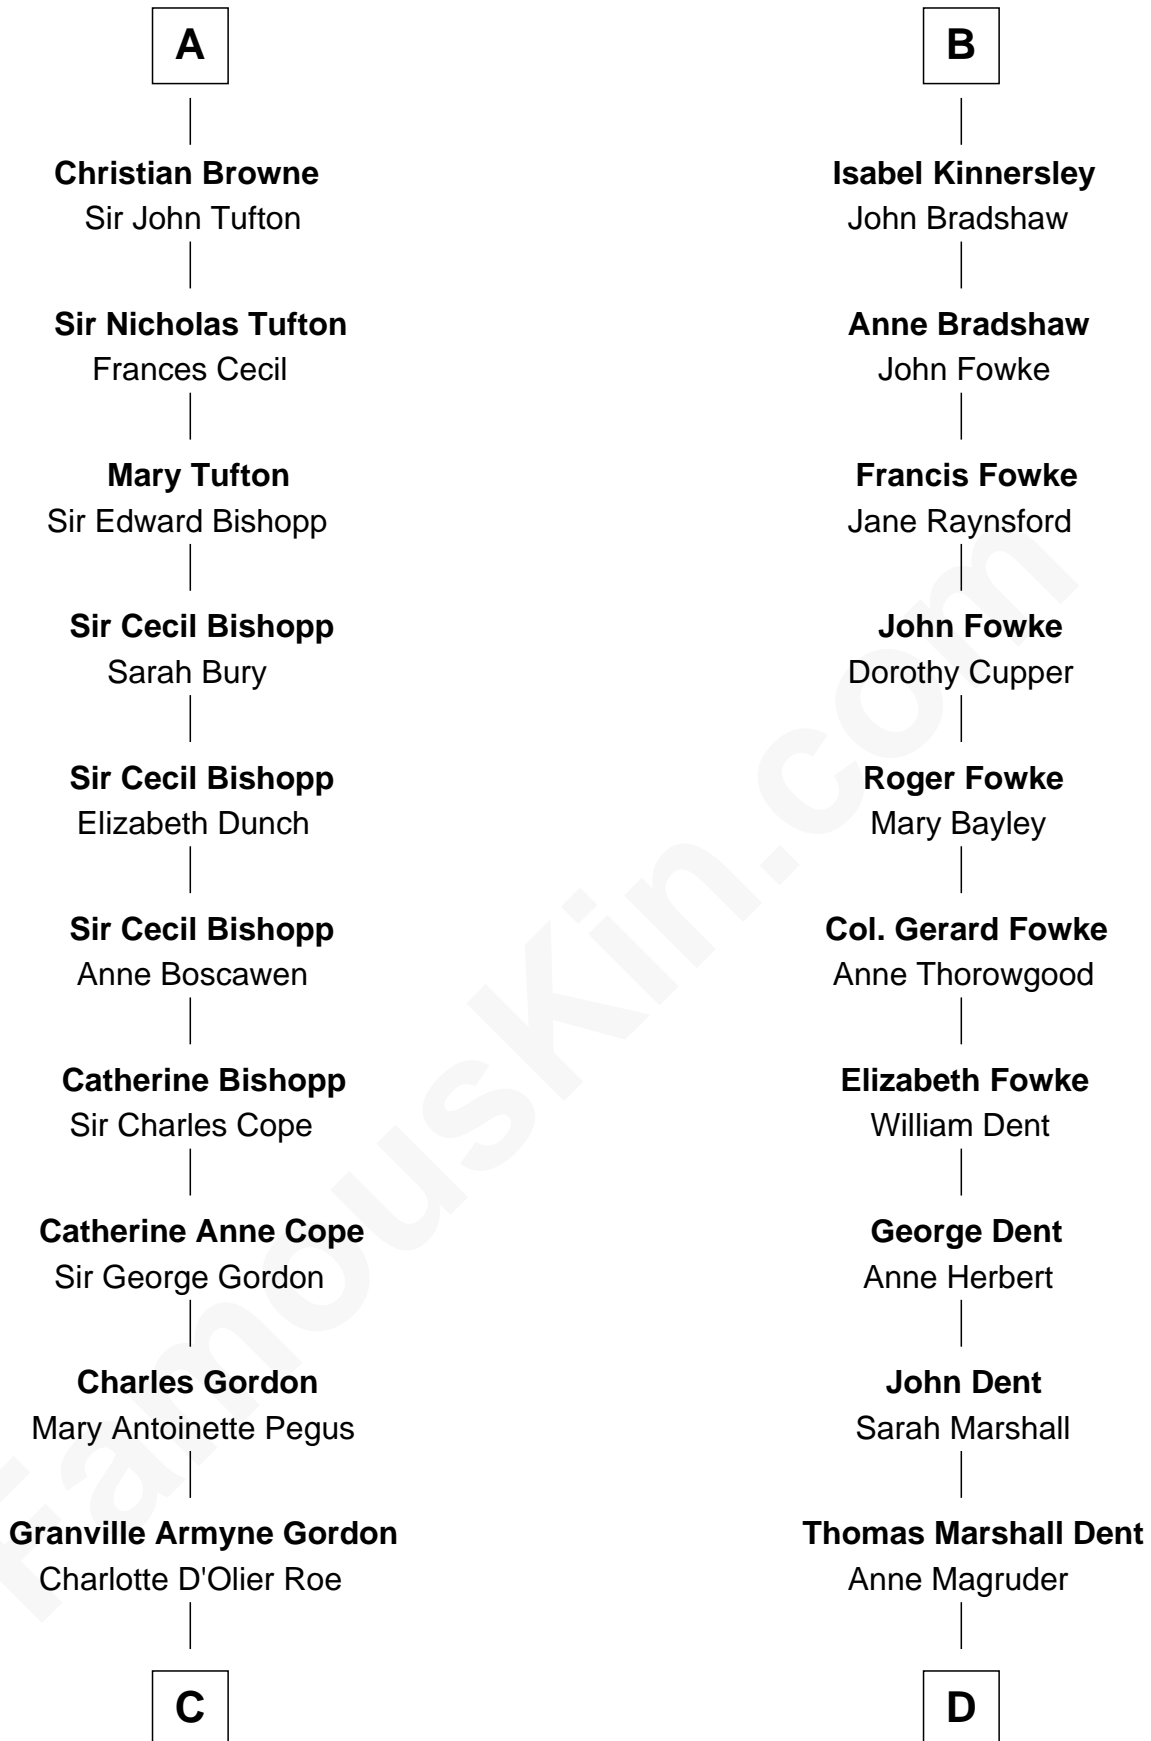 A
Christian Browne
Sir John Tufton
Sir Nicholas Tufton
Frances Cecil
Mary Tufton
Sir Edward Bishopp
Sir Cecil Bishopp
Sarah Bury
Sir Cecil Bishopp
Elizabeth Dunch
Sir Cecil Bishopp
Anne Boscawen
Catherine Bishopp
Sir Charles Cope
Catherine Anne Cope
Sir George Gordon
Charles Gordon
Mary Antoinette Pegus
Granville Armyne Gordon
Charlotte D'Olier Roe
C
B
Isabel Kinnersley
John Bradshaw
Anne Bradshaw
John Fowke
Francis Fowke
Jane Raynsford
John Fowke
Dorothy Cupper
Roger Fowke
Mary Bayley
Col. Gerard Fowke
Anne Thorowgood
Elizabeth Fowke
William Dent
George Dent
Anne Herbert
John Dent
Sarah Marshall
Thomas Marshall Dent
Anne Magruder
D
FamousKin.com